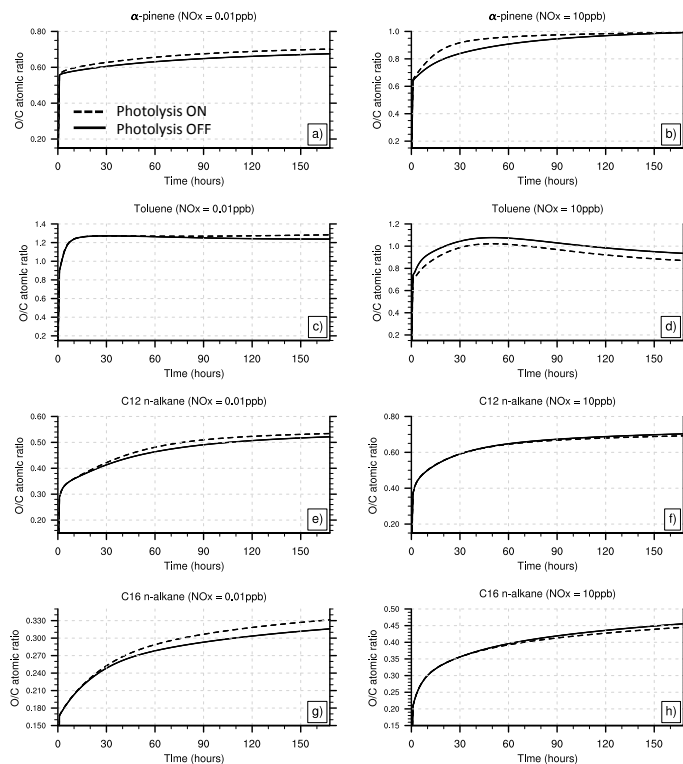 𝛂-pinene (NOx = 0.01ppb)
O/C atomic ratio
0.80
0.60
0.40
0.20
Photolysis ON
Photolysis OFF
a)
0 30 60 90 120 150
Time (hours)
𝛂-pinene (NOx = 10ppb)
O/C atomic ratio
1.0
0.8
0.6
0.4
0.2
b)
0 30 60 90 120 150
Time (hours)
Toluene (NOx = 0.01ppb)
O/C atomic ratio
1.4
1.2
1.0
0.8
0.6
0.4
0.2
c)
0 30 60 90 120 150
TIme (hours)
Toluene (NOx = 10ppb)
O/C atomic ratio
1.2
1.0
0.8
0.6
0.4
0.2
d)
0 30 60 90 120 150
TIme (hours)
C12 n-alkane (NOx = 0.01ppb)
O/C atomic ratio
0.60
0.50
0.40
0.30
0.20
e)
0 30 60 90 120 150
Time (hours)
C12 n-alkane (NOx = 10ppb)
O/C atomic ratio
0.80
0.60
0.40
0.20
f)
0 30 60 90 120 150
Time (hours)
C16 n-alkane (NOx = 0.01ppb)
O/C atomic ratio
0.330
0.300
0.270
0.240
0.210
0.180
0.150
g)
0 30 60 90 120 150
TIme (hours)
C16 n-alkane (NOx = 10ppb)
O/C atomic ratio
0.50
0.45
0.40
0.35
0.30
0.25
0.20
0.15
h)
0 30 60 90 120 150
TIme (hours)